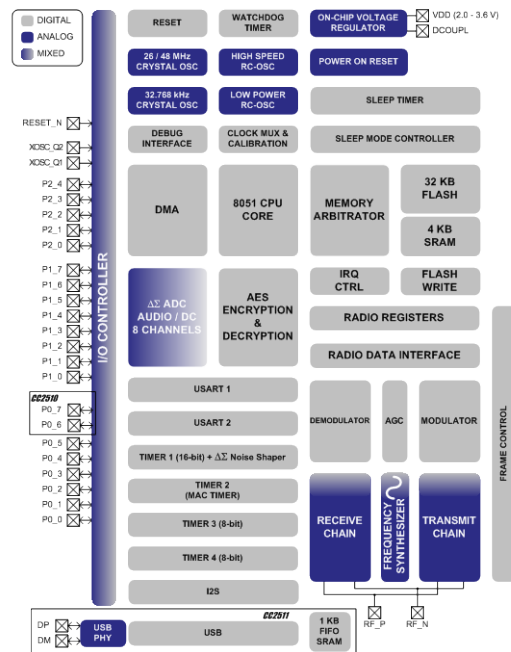 DIGITAL
ANALOG
MIXED
RESET
WATCHDOG
TIMER
ON-CHIP VOLTAGE
REGULATOR
VDD (2.0 - 3.6 V)
DCOUPL
26 / 48 MHz
CRYSTAL OSC
HIGH SPEED
RC-OSC
POWER ON RESET
32.768 kHz
CRYSTAL OSC
LOW POWER
RC-OSC
SLEEP TIMER
RESET_N
DEBUG
INTERFACE
CLOCK MUX &
CALIBRATION
SLEEP MODE CONTROLLER
XOSC_Q2
XOSC_Q1
P2_4
P2_3
P2_2
P2_1
P2_0
DMA
8051 CPU
CORE
MEMORY
ARBITRATOR
32 KB
FLASH
4 KB
SRAM
I/O CONTROLLER
P1_7
P1_6
P1_5
P1_4
P1_3
P1_2
P1_1
P1_0
ΔΣ ADC
AUDIO / DC
8 CHANNELS
AES
ENCRYPTION
&
DECRYPTION
IRQ
CTRL
FLASH
WRITE
RADIO REGISTERS
RADIO DATA INTERFACE
CC2510
P0_7
P0_6
P0_5
P0_4
P0_3
P0_2
P0_1
P0_0
USART 1
USART 2
TIMER 1 (16-bit) + ΔΣ Noise Shaper
TIMER 2
(MAC TIMER)
TIMER 3 (8-bit)
TIMER 4 (8-bit)
I2S
DEMODULATOR
AGC
MODULATOR
FRAME CONTROL
RECEIVE
CHAIN
FREQUENCY
SYNTHESIZER
TRANSMIT
CHAIN
RF_P
RF_N
CC2511
DP
DM
USB
PHY
USB
1 KB
FIFO
SRAM